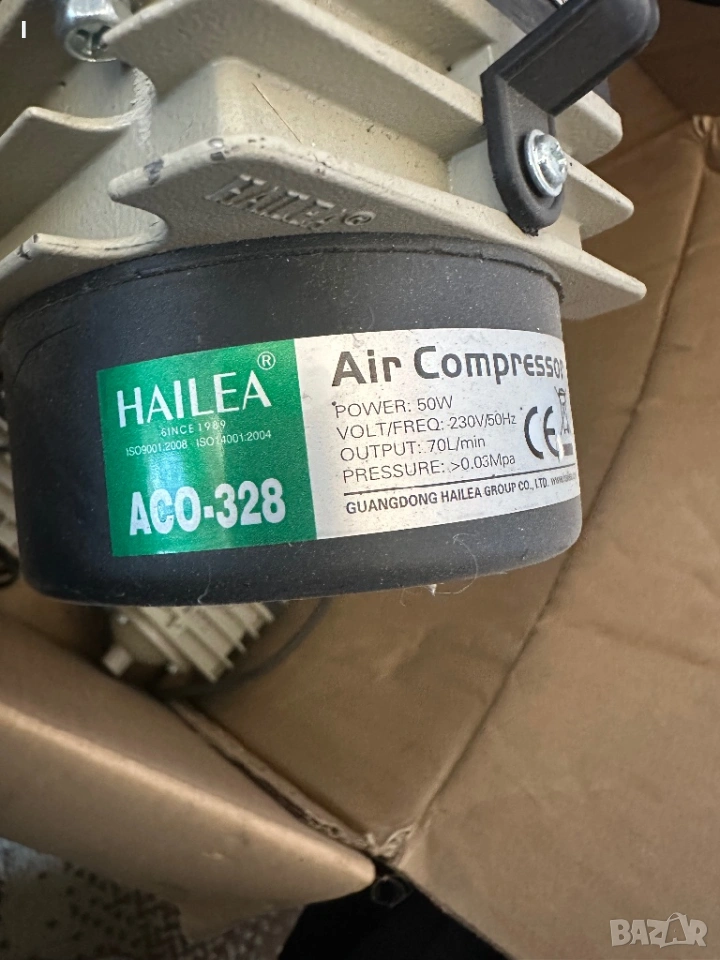 HAILEA®
HAILEA®
SINCE 1989
ISO9001:2008 ISO14001:2004
ACO-328
Air Compressor
POWER: 50W
VOLT/FREQ: 230V/50Hz
OUTPUT: 70L/min
PRESSURE: >0.03Mpa
CE
GUANGDONG HAILEA GROUP CO., LTD.
BAZAR